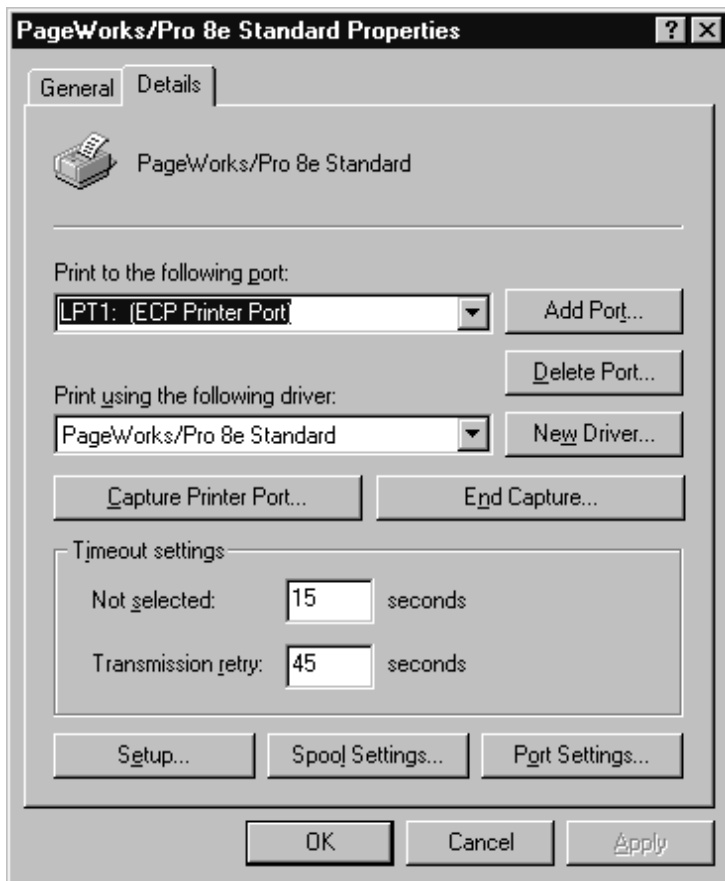 PageWorks/Pro 8e Standard Properties ? ×
General Details
PageWorks/Pro 8e Standard
Print to the following port:
LPT1: (ECP Printer Port) Add Port...
Delete Port...
Print using the following driver:
PageWorks/Pro 8e Standard New Driver...
Capture Printer Port... End Capture...
Timeout settings
Not selected: 15 seconds
Transmission retry: 45 seconds
Setup... Spool Settings... Port Settings...
OK Cancel Apply